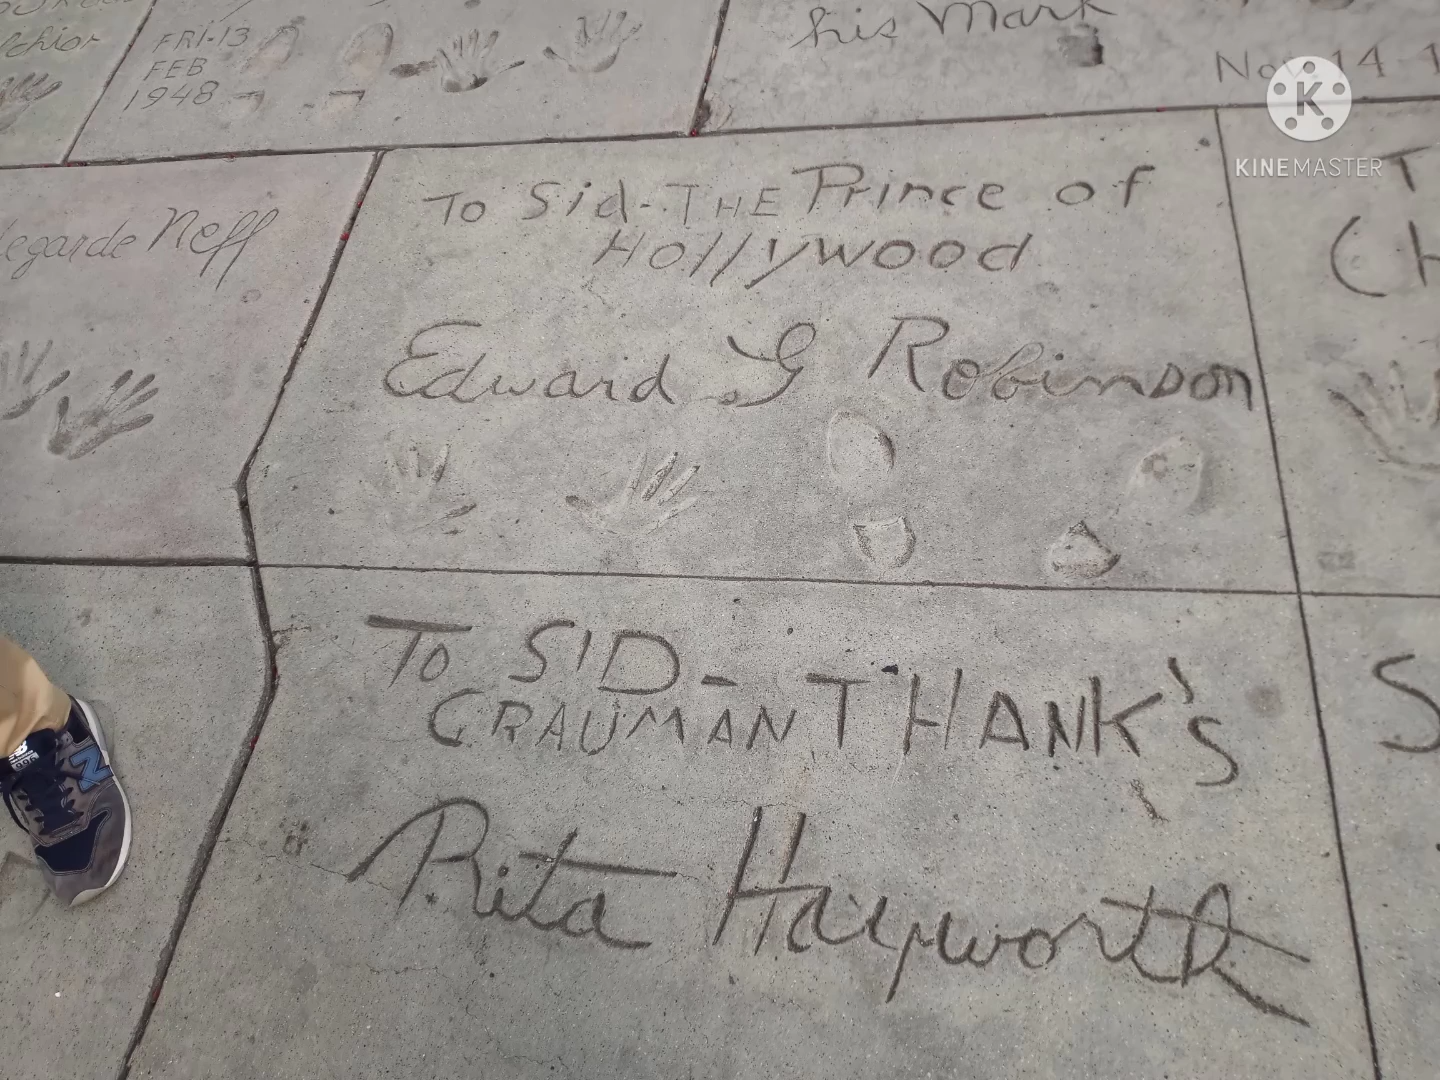 FRI-13
FEB
1948
his Mark
Nov 14
K
KINEMASTER
Neff
To Sid-THE Prince of
Hollywood
Edward G Robinson
To SID-
GRAUMAN THANK'S
Rita Hayworth
N